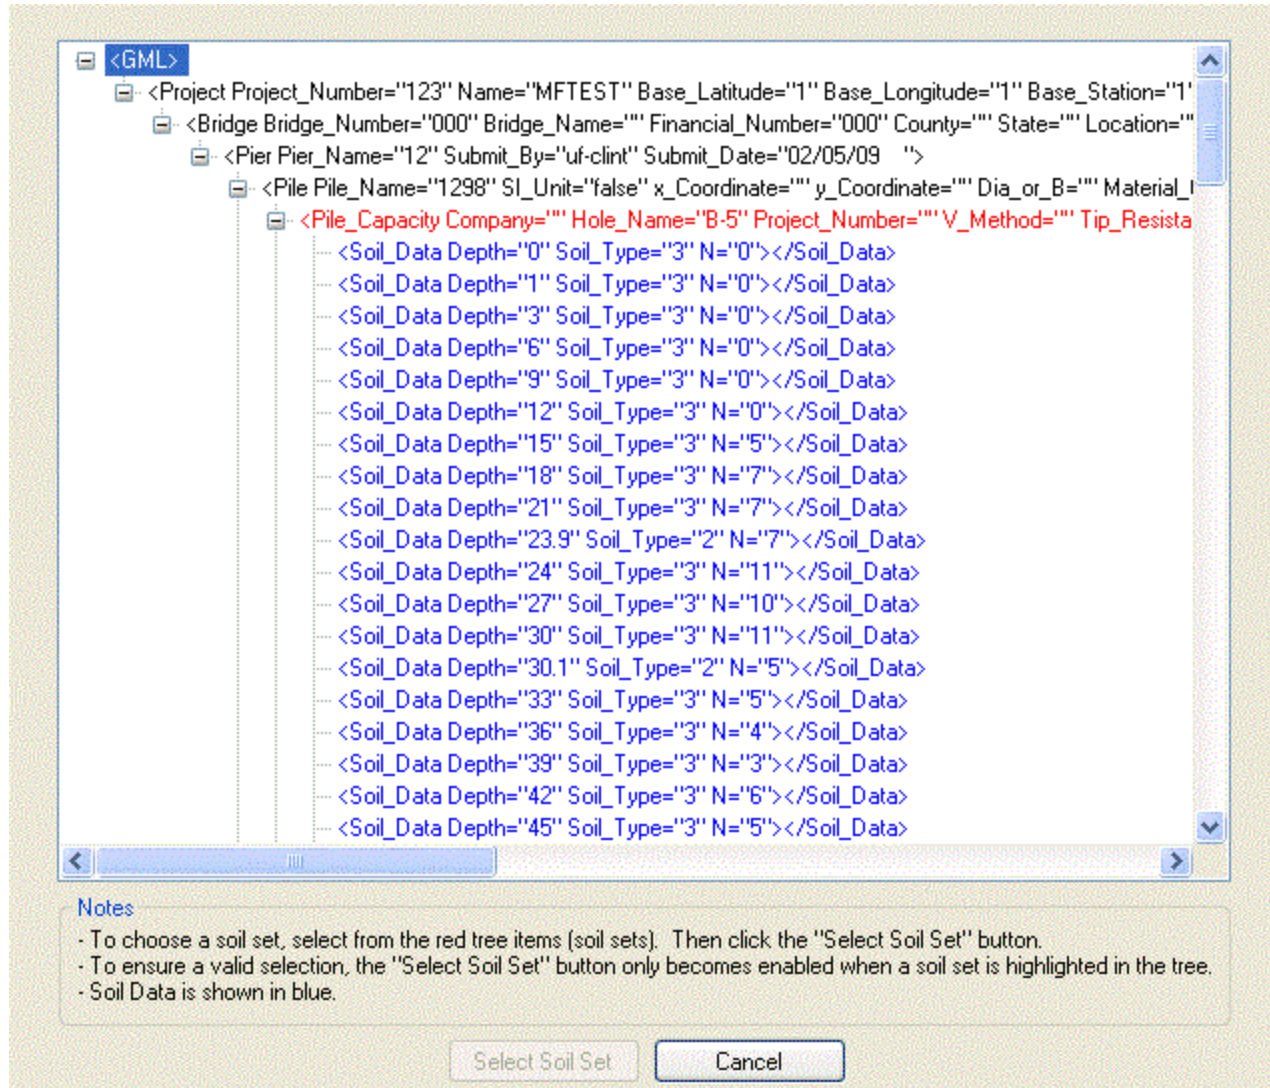 <GML>
<Project Project_Number="123" Name="MFTEST" Base_Latitude="1" Base_Longitude="1" Base_Station="1"
<Bridge Bridge_Number="000" Bridge_Name="" Financial_Number="000" County="" State="" Location="
<Pier Pier_Name="12" Submit_By="uf-clint" Submit_Date="02/05/09   ">
<Pile Pile_Name="1298" SI_Unit="false" x_Coordinate="" y_Coordinate="" Dia_or_B="" Material_
<Pile_Capacity Company="" Hole_Name="B-5" Project_Number="" V_Method="" Tip_Resista
<Soil_Data Depth="0" Soil_Type="3" N="0"></Soil_Data>
<Soil_Data Depth="1" Soil_Type="3" N="0"></Soil_Data>
<Soil_Data Depth="3" Soil_Type="3" N="0"></Soil_Data>
<Soil_Data Depth="6" Soil_Type="3" N="0"></Soil_Data>
<Soil_Data Depth="9" Soil_Type="3" N="0"></Soil_Data>
<Soil_Data Depth="12" Soil_Type="3" N="0"></Soil_Data>
<Soil_Data Depth="15" Soil_Type="3" N="5"></Soil_Data>
<Soil_Data Depth="18" Soil_Type="3" N="7"></Soil_Data>
<Soil_Data Depth="21" Soil_Type="3" N="7"></Soil_Data>
<Soil_Data Depth="23.9" Soil_Type="2" N="7"></Soil_Data>
<Soil_Data Depth="24" Soil_Type="3" N="11"></Soil_Data>
<Soil_Data Depth="27" Soil_Type="3" N="10"></Soil_Data>
<Soil_Data Depth="30" Soil_Type="3" N="11"></Soil_Data>
<Soil_Data Depth="30.1" Soil_Type="2" N="5"></Soil_Data>
<Soil_Data Depth="33" Soil_Type="3" N="5"></Soil_Data>
<Soil_Data Depth="36" Soil_Type="3" N="4"></Soil_Data>
<Soil_Data Depth="39" Soil_Type="3" N="3"></Soil_Data>
<Soil_Data Depth="42" Soil_Type="3" N="6"></Soil_Data>
<Soil_Data Depth="45" Soil_Type="3" N="5"></Soil_Data>
Notes
- To choose a soil set, select from the red tree items (soil sets).  Then click the "Select Soil Set" button.
- To ensure a valid selection, the "Select Soil Set" button only becomes enabled when a soil set is highlighted in the tree.
- Soil Data is shown in blue.
Select Soil Set
Cancel